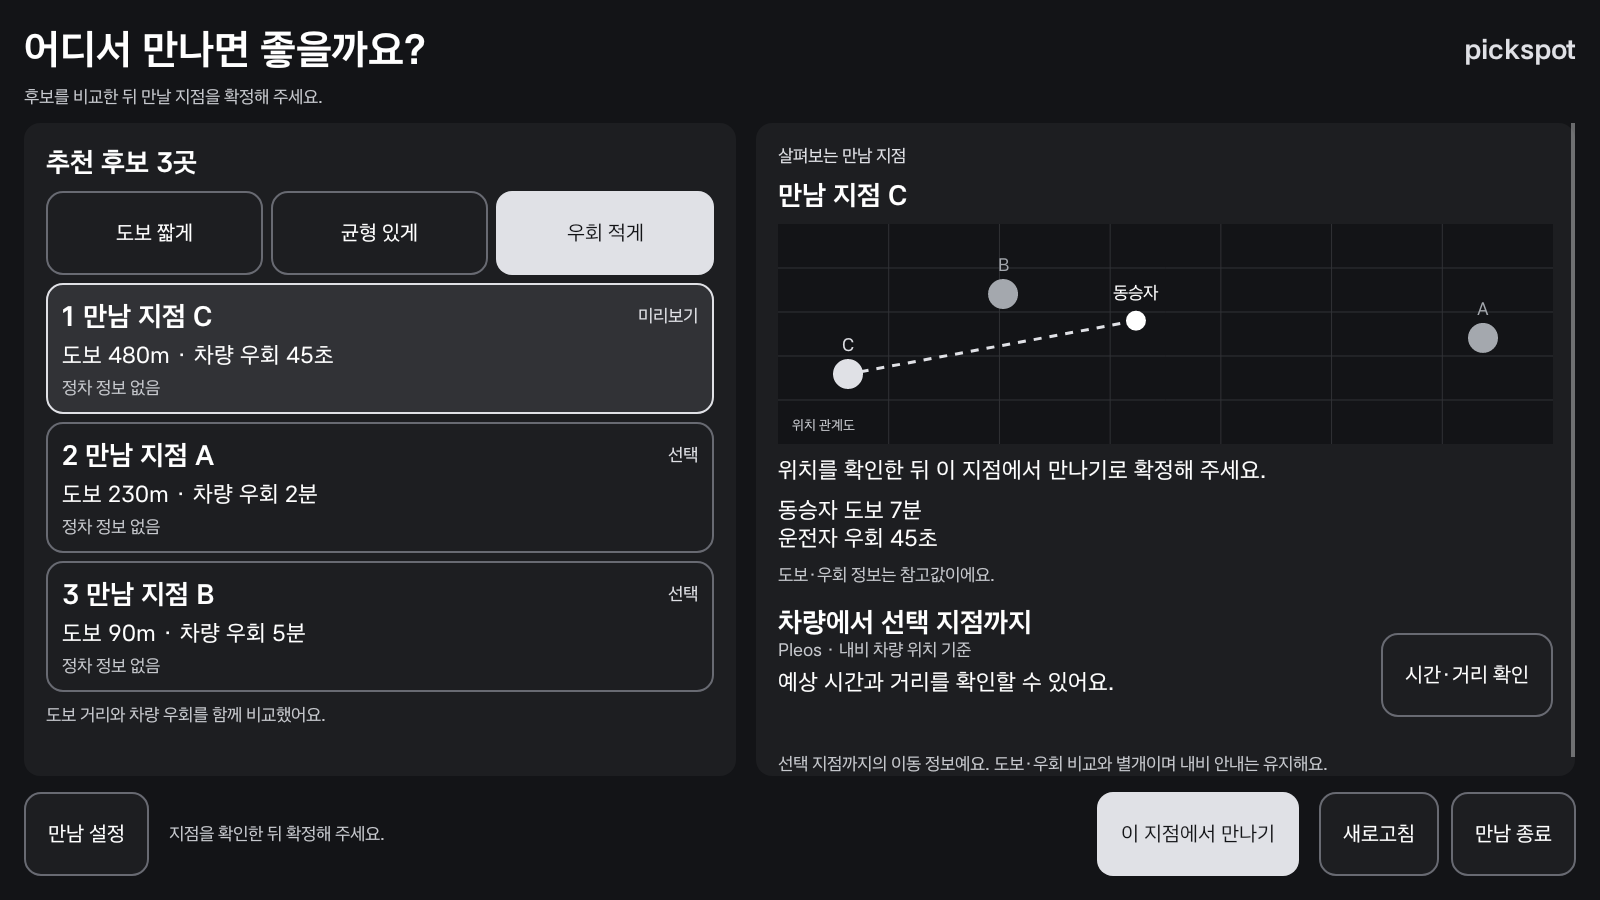 어디서 만나면 좋을까요?
pickspot
후보를 비교한 뒤 만날 지점을 확정해 주세요.
추천 후보 3곳
도보 짧게
균형 있게
우회 적게
1 만남 지점 C
미리보기
도보 480m · 차량 우회 45초
정차 정보 없음
2 만남 지점 A
선택
도보 230m · 차량 우회 2분
정차 정보 없음
3 만남 지점 B
선택
도보 90m · 차량 우회 5분
정차 정보 없음
도보 거리와 차량 우회를 함께 비교했어요.
살펴보는 만남 지점
만남 지점 C
B
동승자
A
C
위치 관계도
위치를 확인한 뒤 이 지점에서 만나기로 확정해 주세요.
동승자 도보 7분
운전자 우회 45초
도보·우회 정보는 참고값이에요.
차량에서 선택 지점까지
Pleos · 내비 차량 위치 기준
예상 시간과 거리를 확인할 수 있어요.
시간·거리 확인
선택 지점까지의 이동 정보예요. 도보·우회 비교와 별개이며 내비 안내는 유지해요.
만남 설정
지점을 확인한 뒤 확정해 주세요.
이 지점에서 만나기
새로고침
만남 종료